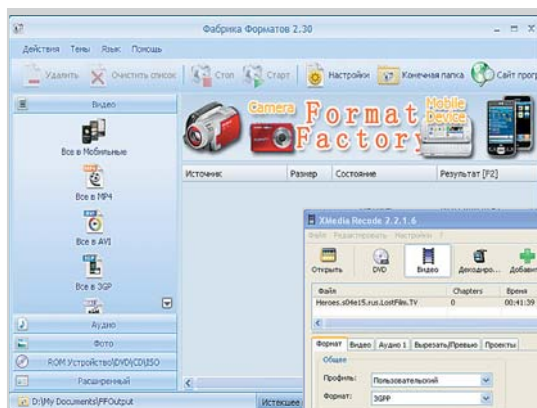 Фабрика Форматов 2.30
Действия Темы Язык Помощь
Удалить Очистить список Стоп Старт Настройки Конечная папка Сайт прог
Видео
Все в Мобильные
Все в MP4
Все в AVI
Все в 3GP
Аудио
Фото
ROM Устройство\DVD\CD\ISO
Расширенный
D:\My Documents\FFOutput
Camera
Format
Factory
Mobile
Device
Источник Размер Состояние Результат [F2]
Истекшее
XMedia Recode 2.2.1.6
Файл Редактировать Настройки ?
Открыть DVD Видео Декодиро... Добавит
Файл Chapters Время
Heroes.s04e15.rus.LostFilm.TV 0 00:41:39
Формат Видео Аудио 1 Вырезать/Превью Проекты
Общее
Профиль: Пользовательский
Формат: 3GPP